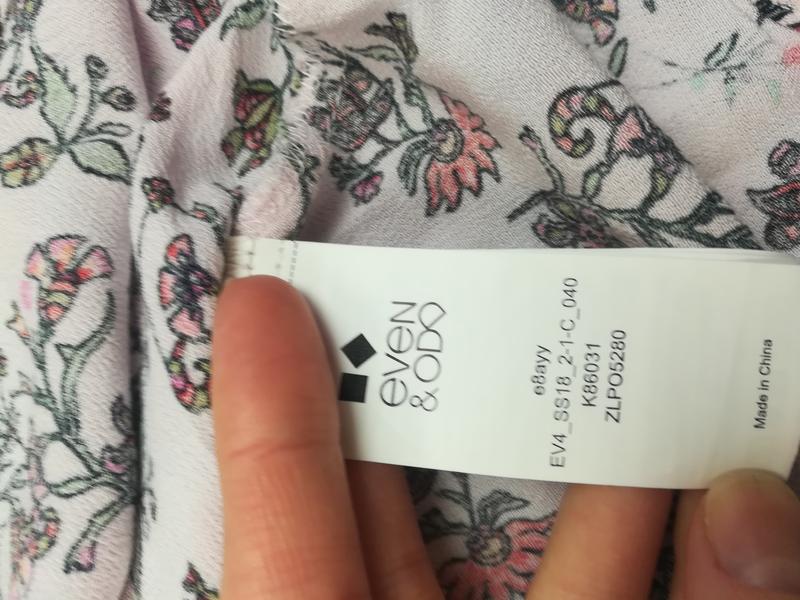 even
& ODD
e8ayy
EV4_SS18_2-1-C_040
K86031
ZLPO5280
Made in China